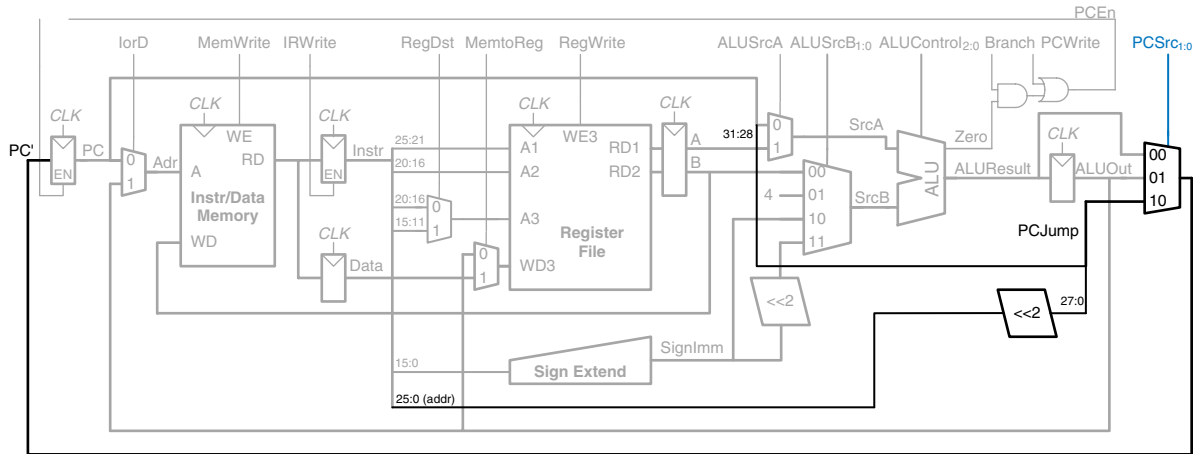 PCEn
IorD MemWrite IRWrite RegDst MemtoReg RegWrite ALUSrcA ALUSrcB1:0 ALUControl2:0 Branch PCWrite PCSrc1:0
CLK CLK CLK CLK CLK CLK
PC' PC EN
0 1 Adr
WE A RD Instr/Data Memory WD
EN Instr
CLK Data
25:21
20:16
20:16 0
15:11 1
0 1
WE3 A1 RD1 A2 RD2 A3 Register File WD3
A
B
31:28 0 1
00
4 01
10
11
SrcA
SrcB
ALU
Zero
ALUResult
ALUOut
00
01
10
PCJump
<<2
<<2 27:0
SignImm
15:0 Sign Extend
25:0 (addr)